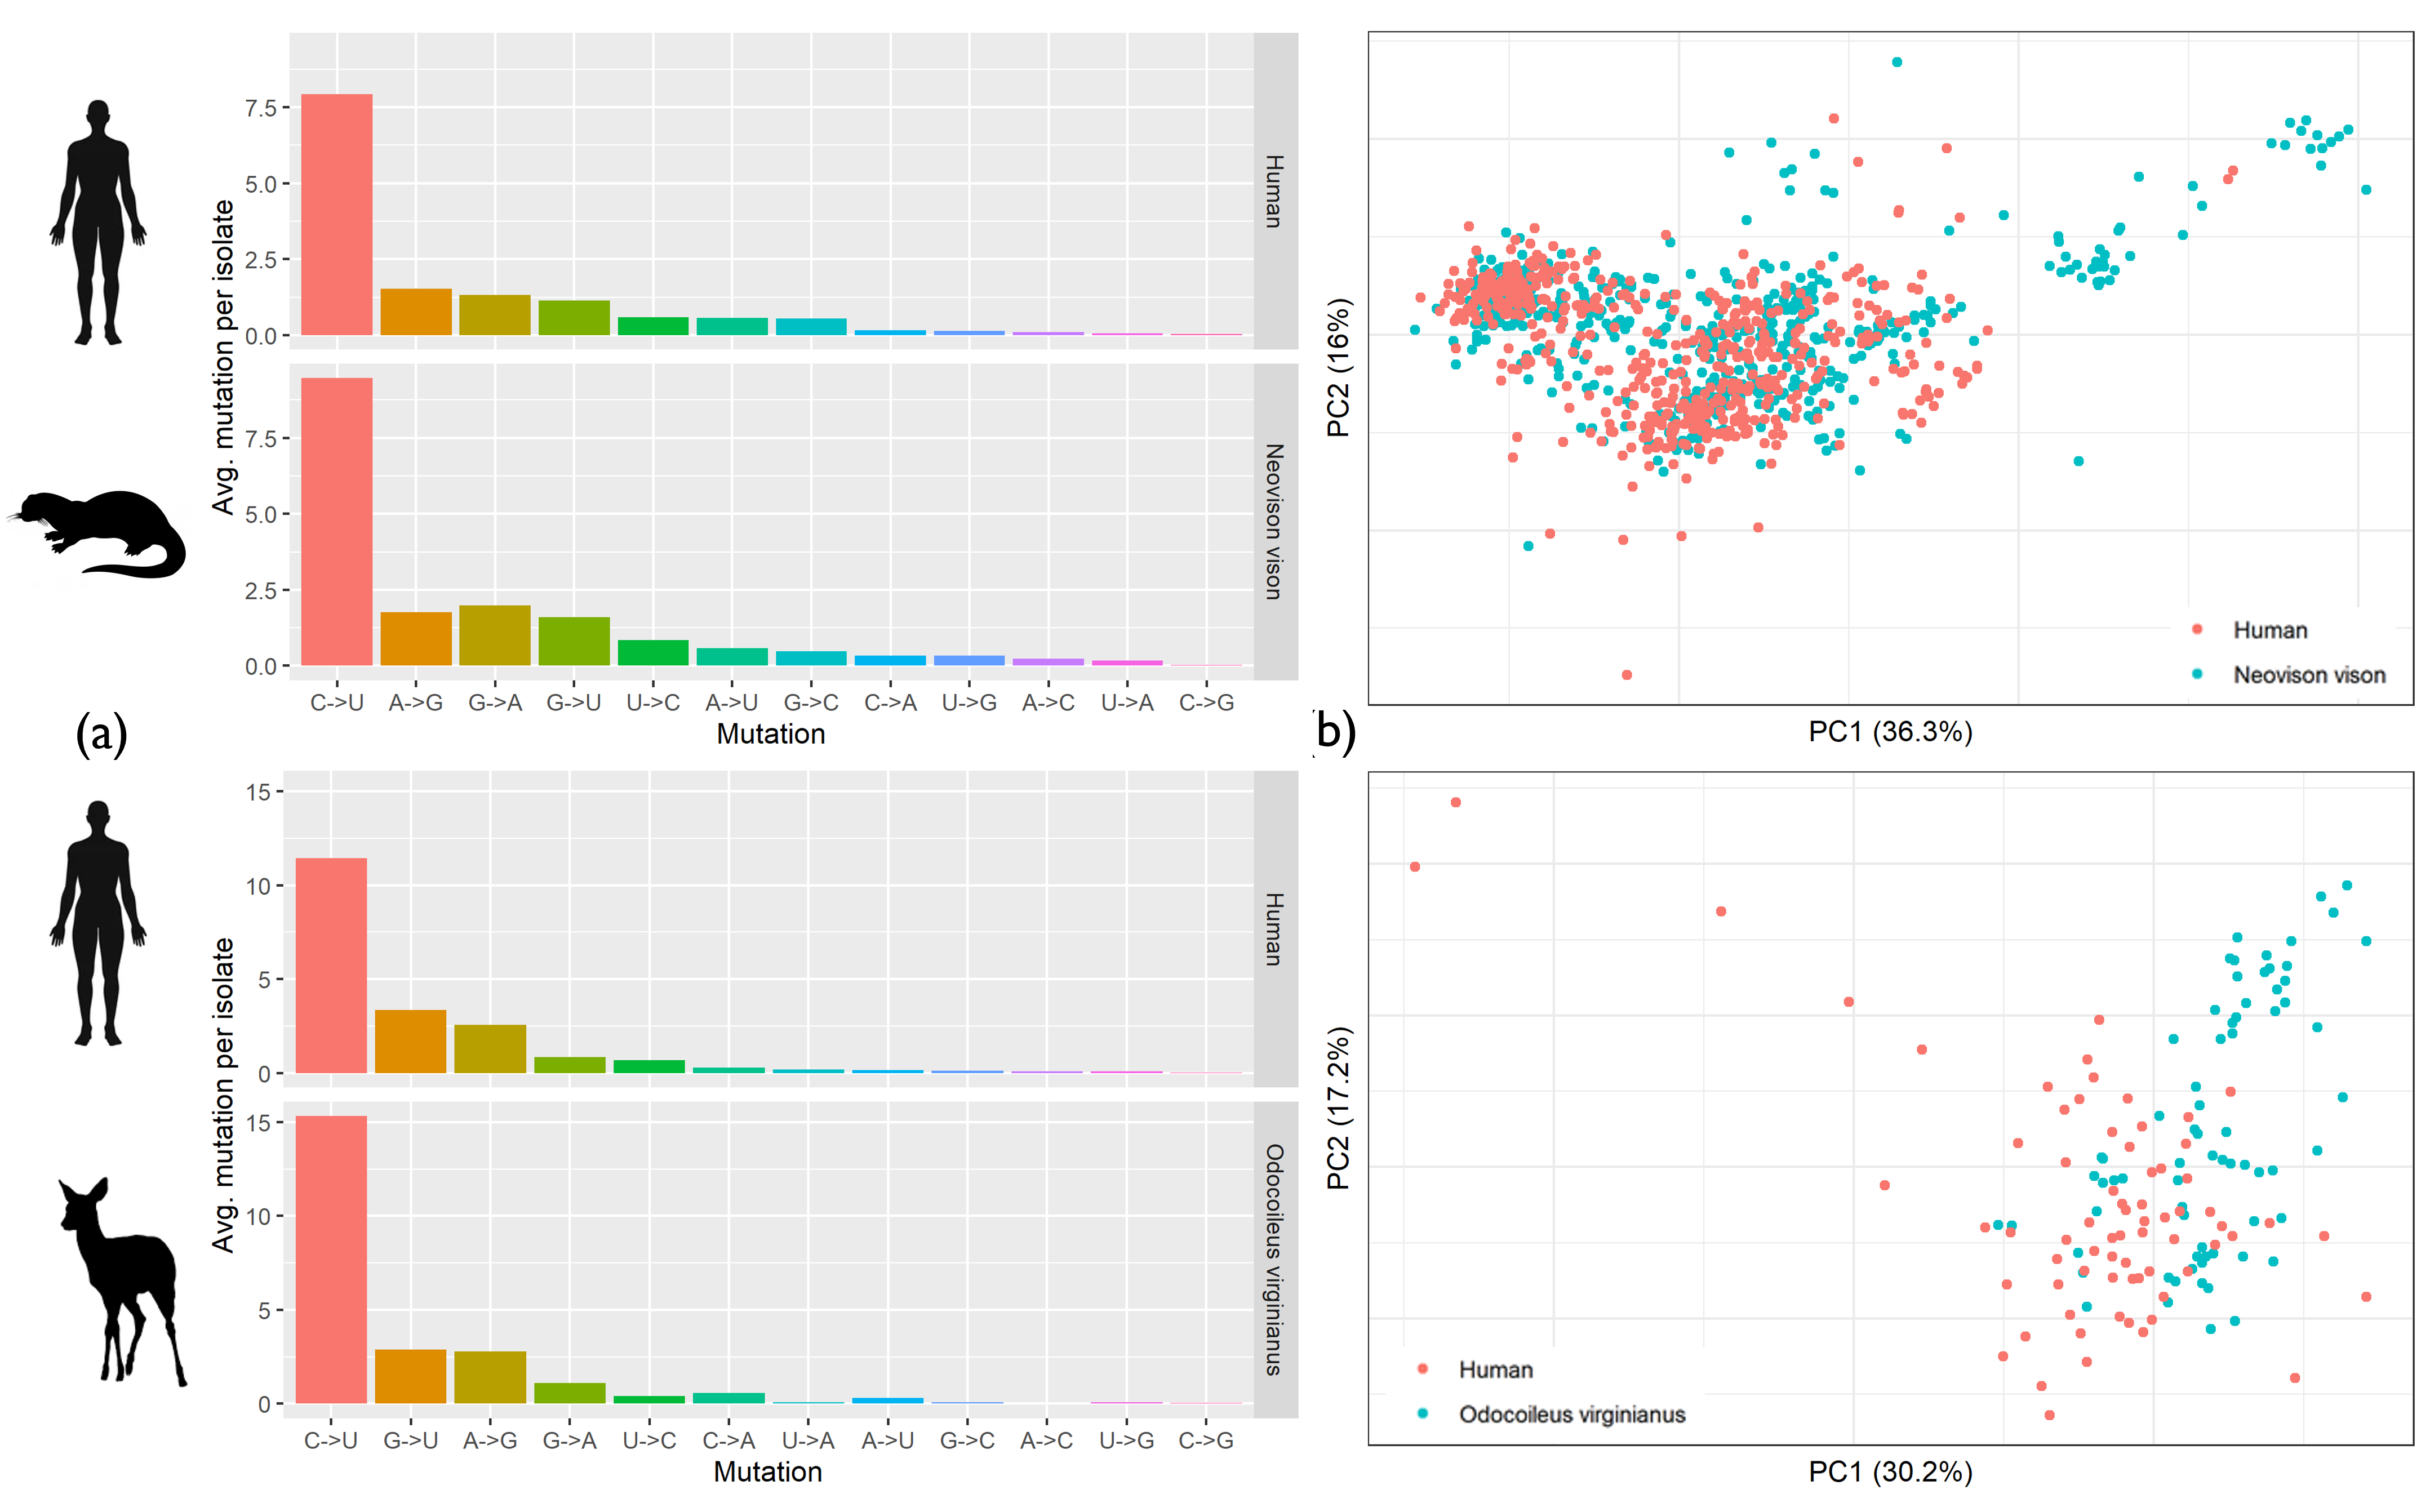 Avg. mutation per isolate
7.5
5.0
2.5
0.0
Human
7.5
5.0
2.5
0.0
Neovison vison
C->U A->G G->A G->U U->C A->U G->C C->A U->G A->C U->A C->G
Mutation
PC2 (16%)
Human
Neovison vison
PC1 (36.3%)
(a)
b)
Avg. mutation per isolate
15
10
5
0
Human
15
10
5
0
Odocoileus virginianus
C->U G->U A->G G->A U->C C->A U->A A->U G->C A->C U->G C->G
Mutation
PC2 (17.2%)
Human
Odocoileus virginianus
PC1 (30.2%)